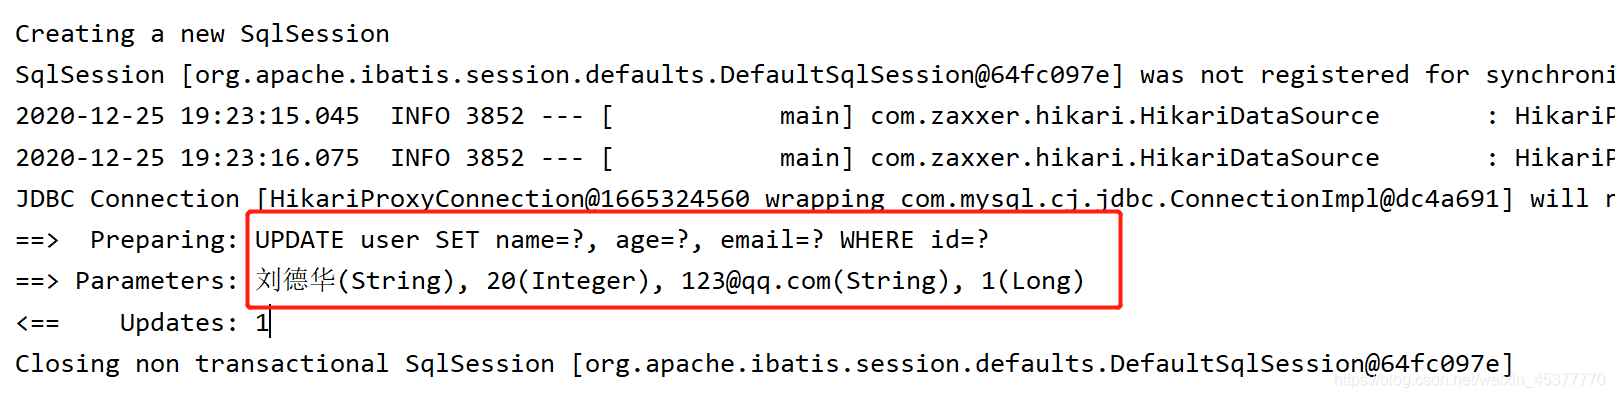 Creating a new SqlSession
SqlSession [org.apache.ibatis.session.defaults.DefaultSqlSession@64fc097e] was not registered for synchroni
2020-12-25 19:23:15.045  INFO 3852 --- [           main] com.zaxxer.hikari.HikariDataSource       : HikariP
2020-12-25 19:23:16.075  INFO 3852 --- [           main] com.zaxxer.hikari.HikariDataSource       : HikariP
JDBC Connection [HikariProxyConnection@1665324560 wrapping com.mysql.cj.jdbc.ConnectionImpl@dc4a691] will r
==>  Preparing: UPDATE user SET name=?, age=?, email=? WHERE id=?
==> Parameters: 刘德华(String), 20(Integer), 123@qq.com(String), 1(Long)
<==    Updates: 1
Closing non transactional SqlSession [org.apache.ibatis.session.defaults.DefaultSqlSession@64fc097e]
https://blog.csdn.net/weixin_45377770